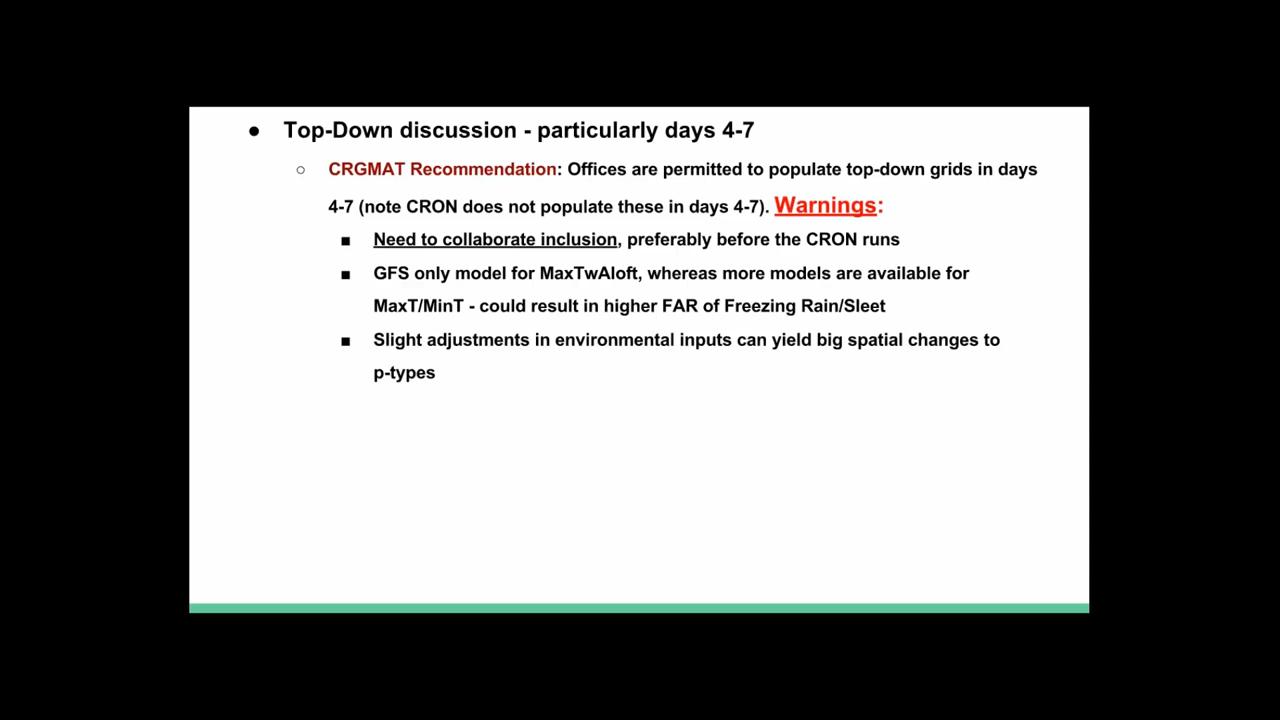 ● Top-Down discussion - particularly days 4-7
○ CRGMAT Recommendation: Offices are permitted to populate top-down grids in days
4-7 (note CRON does not populate these in days 4-7). Warnings:
■ Need to collaborate inclusion, preferably before the CRON runs
■ GFS only model for MaxTwAloft, whereas more models are available for
MaxT/MinT - could result in higher FAR of Freezing Rain/Sleet
■ Slight adjustments in environmental inputs can yield big spatial changes to
p-types